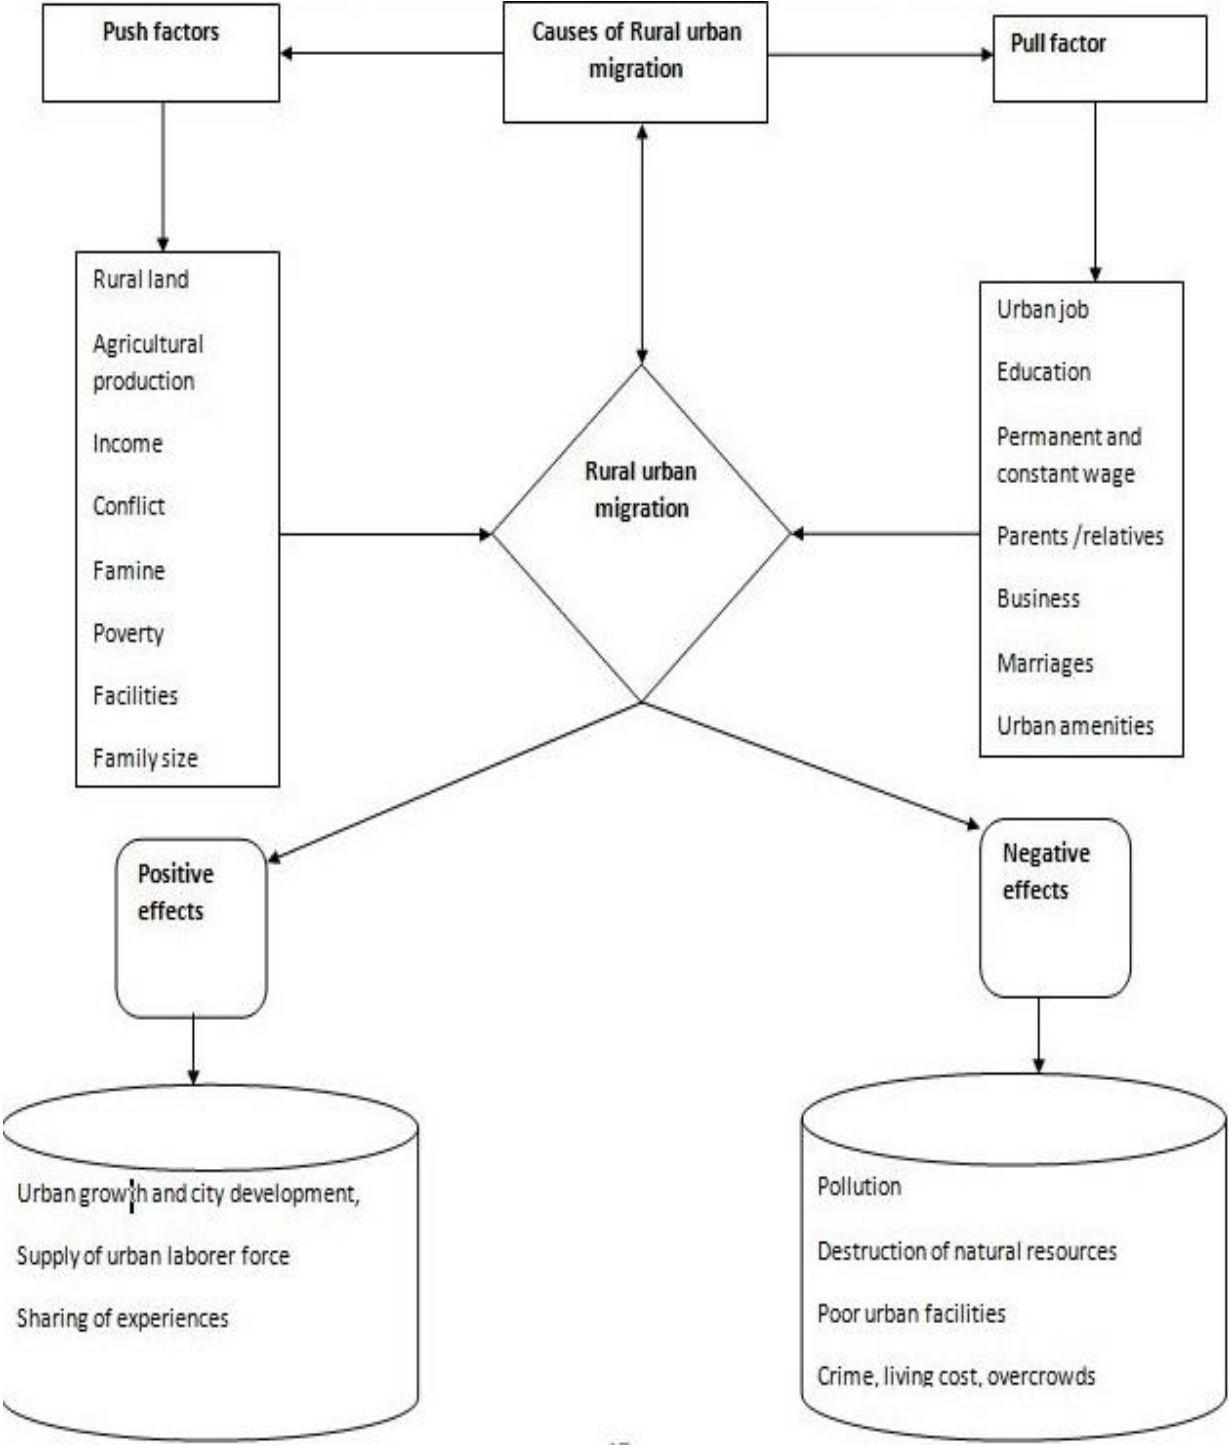 Push factors
Causes of Rural urban
migration
Pull factor
Rural land
Agricultural
production
Income
Conflict
Famine
Poverty
Facilities
Family size
Rural urban
migration
Urban job
Education
Permanent and
constant wage
Parents /relatives
Business
Marriages
Urban amenities
Positive
effects
Negative
effects
Urban growth and city development,
Supply of urban laborer force
Sharing of experiences
Pollution
Destruction of natural resources
Poor urban facilities
Crime, living cost, overcrowds